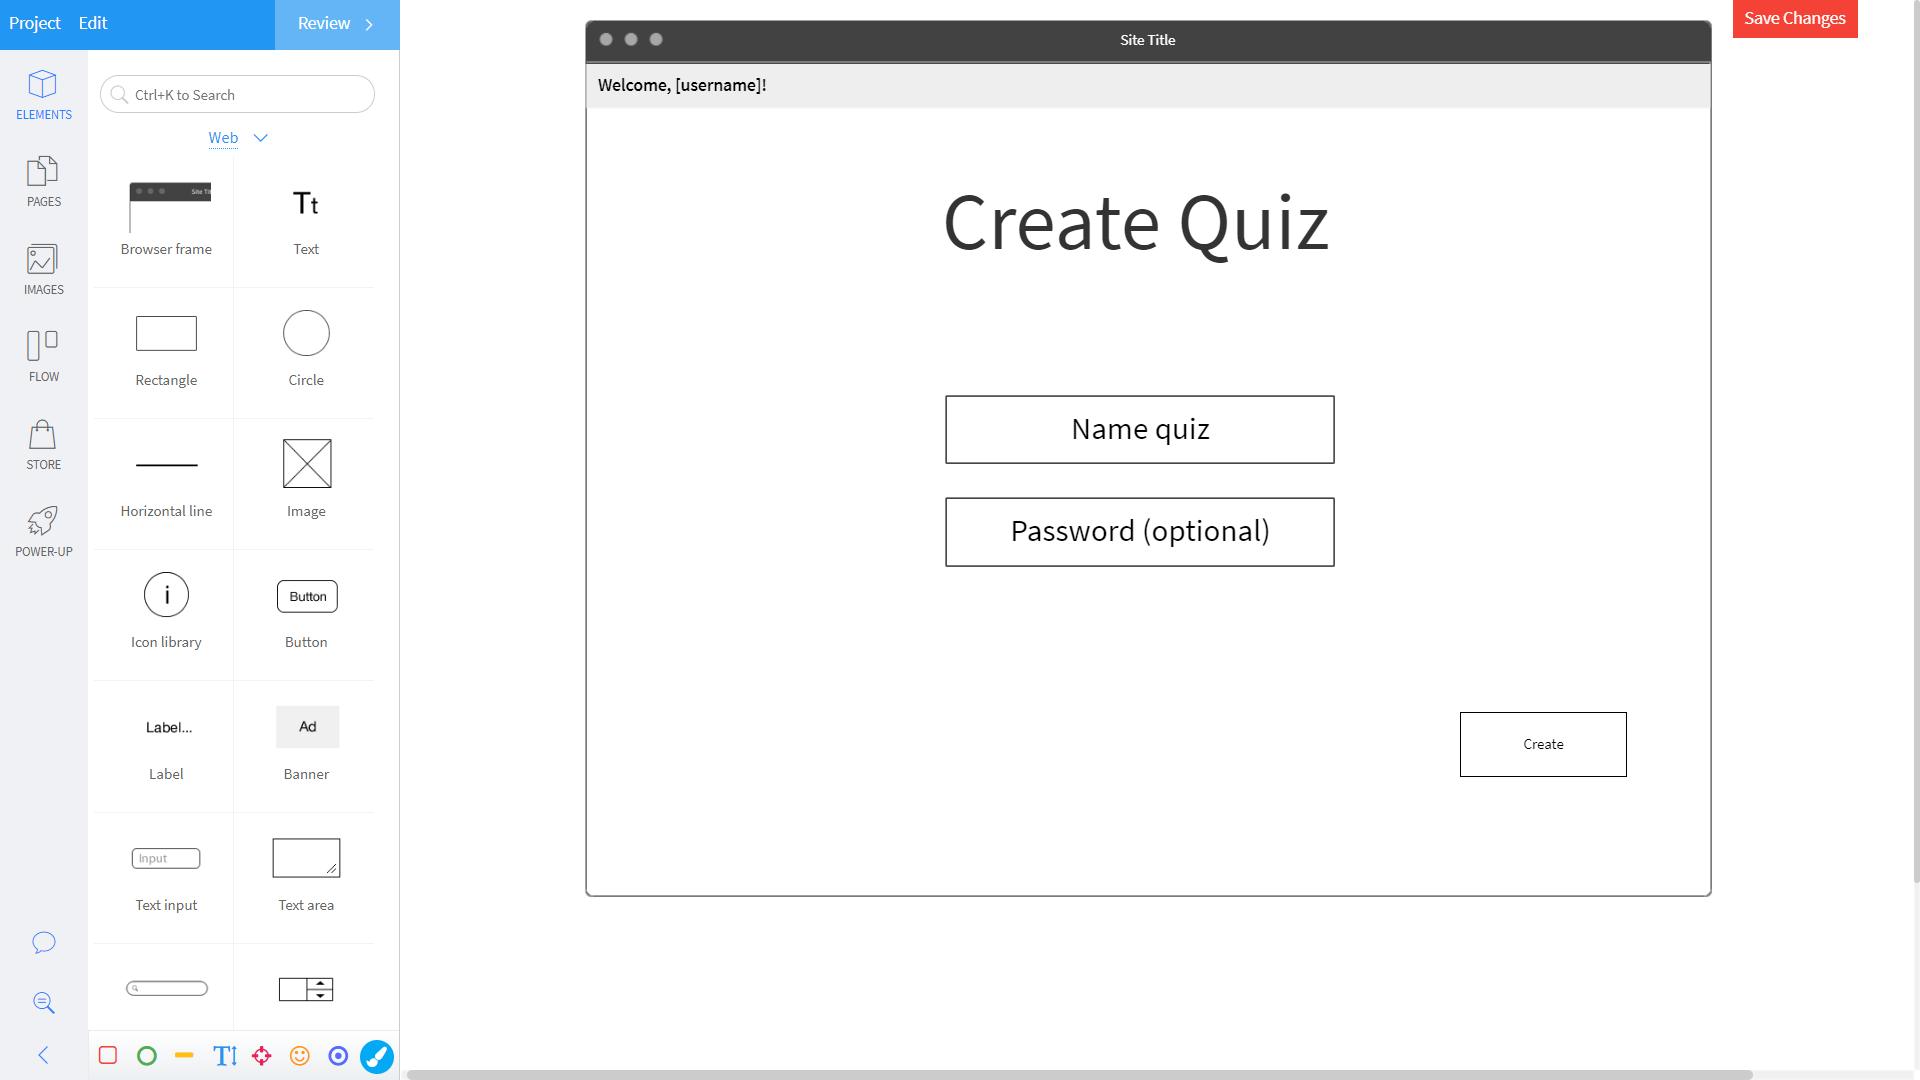 Project Edit Review
Save Changes
ELEMENTS
PAGES
IMAGES
FLOW
STORE
POWER-UP
Ctrl+K to Search
Web
Site Tit
Tt
Browser frame
Text
Rectangle
Circle
Horizontal line
Image
i
Button
Icon library
Button
Label...
Ad
Label
Banner
Input
Text input
Text area
T
Site Title
Welcome, [username]!
Create Quiz
Name quiz
Password (optional)
Create